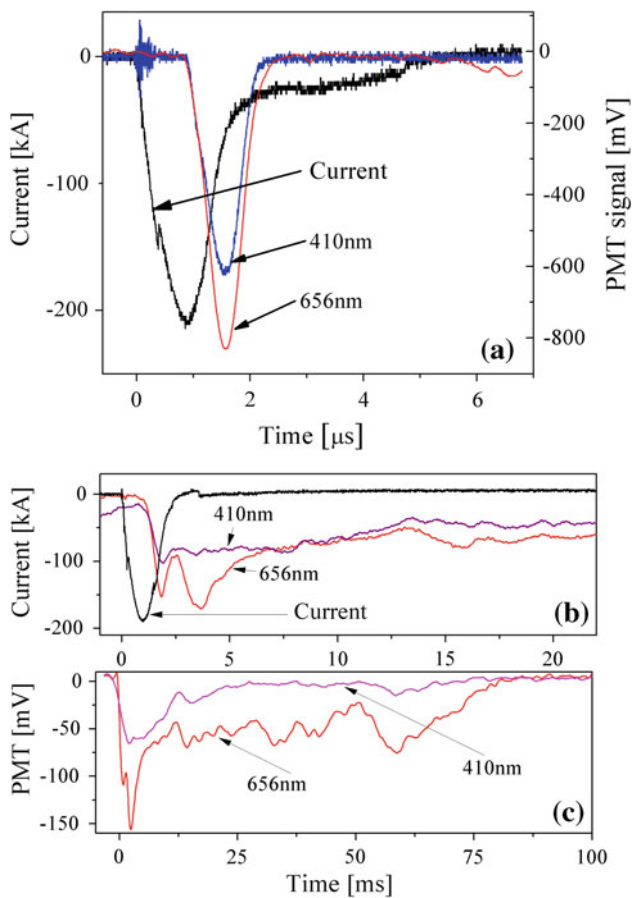 0
-100
-200
Current [kA]
Current
410nm
656nm
(a)
0
-200
-400
-600
-800
PMT signal [mV]
0 2 4 6
Time [μs]
0
-50
-100
-150
-200
Current [kA]
410nm
656nm
Current
(b)
0 5 10 15 20
0
-50
-100
-150
PMT [mV]
656nm
410nm
(c)
0 25 50 75 100
Time [ms]